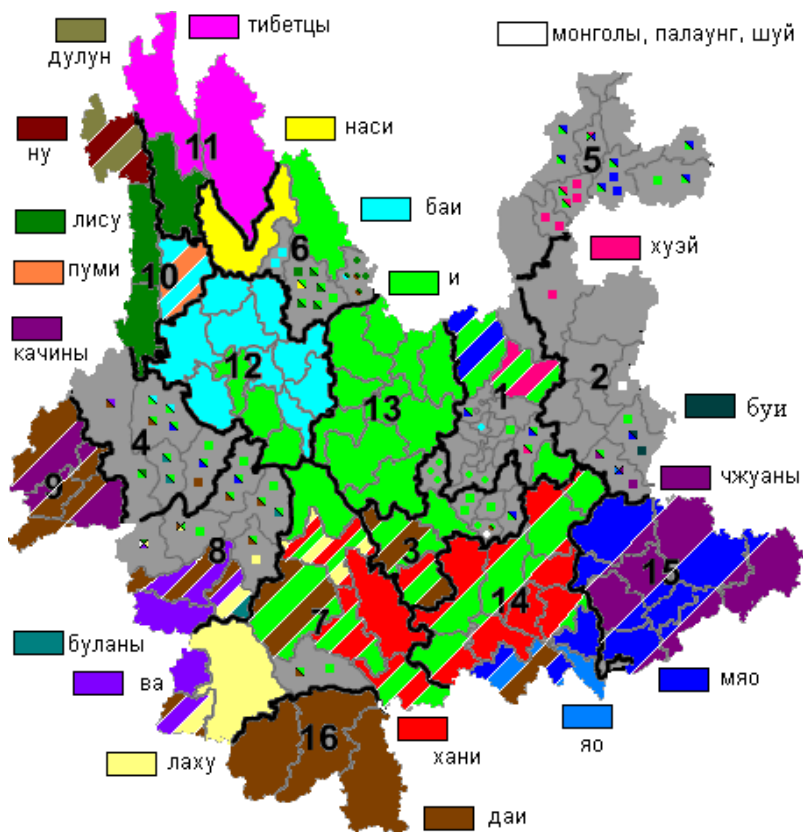 дулун
тибетцы
монголы, палаунг, шуй
ну
11
наси
5
лису
баи
6
хуэй
пуми
10
и
качины
12
13
1
2
буи
4
чжуаны
9
8
3
15
7
14
буланы
ва
мяо
16
хани
яо
лаху
даи